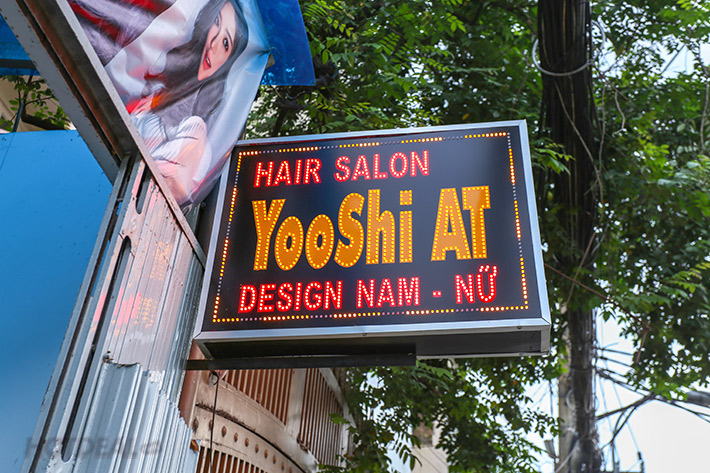 HAIR SALON
YooShi AT
DESIGN NAM - NỮ